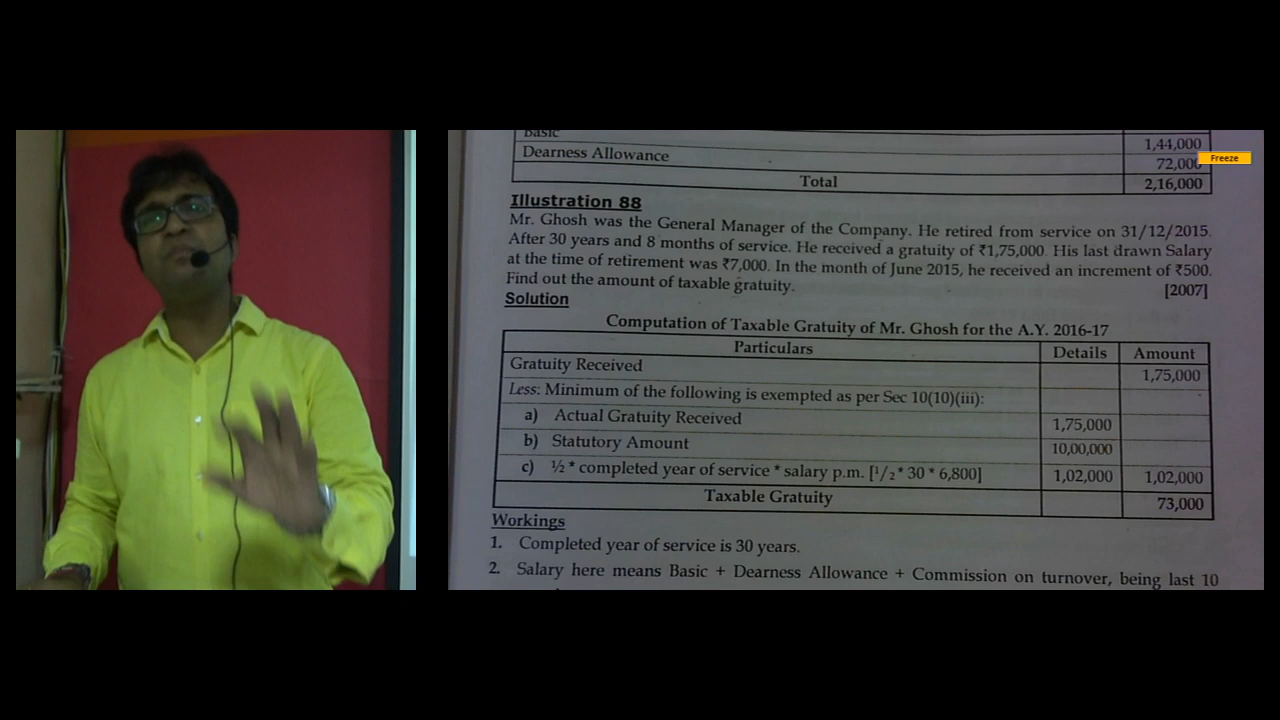 Basic
1,44,000
Dearness Allowance 72,000
Freeze
Total 2,16,000
Illustration 88
Mr. Ghosh was the General Manager of the Company. He retired from service on 31/12/2015.
After 30 years and 8 months of service. He received a gratuity of ₹1,75,000. His last drawn Salary
at the time of retirement was ₹7,000. In the month of June 2015, he received an increment of ₹500.
Find out the amount of taxable gratuity. [2007]
Solution
Computation of Taxable Gratuity of Mr. Ghosh for the A.Y. 2016-17
Particulars Details Amount
Gratuity Received 1,75,000
Less: Minimum of the following is exempted as per Sec 10(10)(iii):
a) Actual Gratuity Received 1,75,000
b) Statutory Amount 10,00,000
c) ½ * completed year of service * salary p.m. [1/2 * 30 * 6,800] 1,02,000 1,02,000
Taxable Gratuity 73,000
Workings
1. Completed year of service is 30 years.
2. Salary here means Basic + Dearness Allowance + Commission on turnover, being last 10